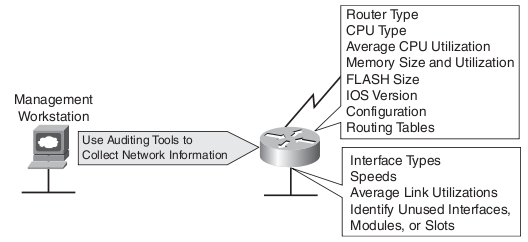 Router Type
CPU Type
Average CPU Utilization
Memory Size and Utilization
FLASH Size
IOS Version
Configuration
Routing Tables
Management
Workstation
Use Auditing Tools to
Collect Network Information
Interface Types
Speeds
Average Link Utilizations
Identify Unused Interfaces,
Modules, or Slots